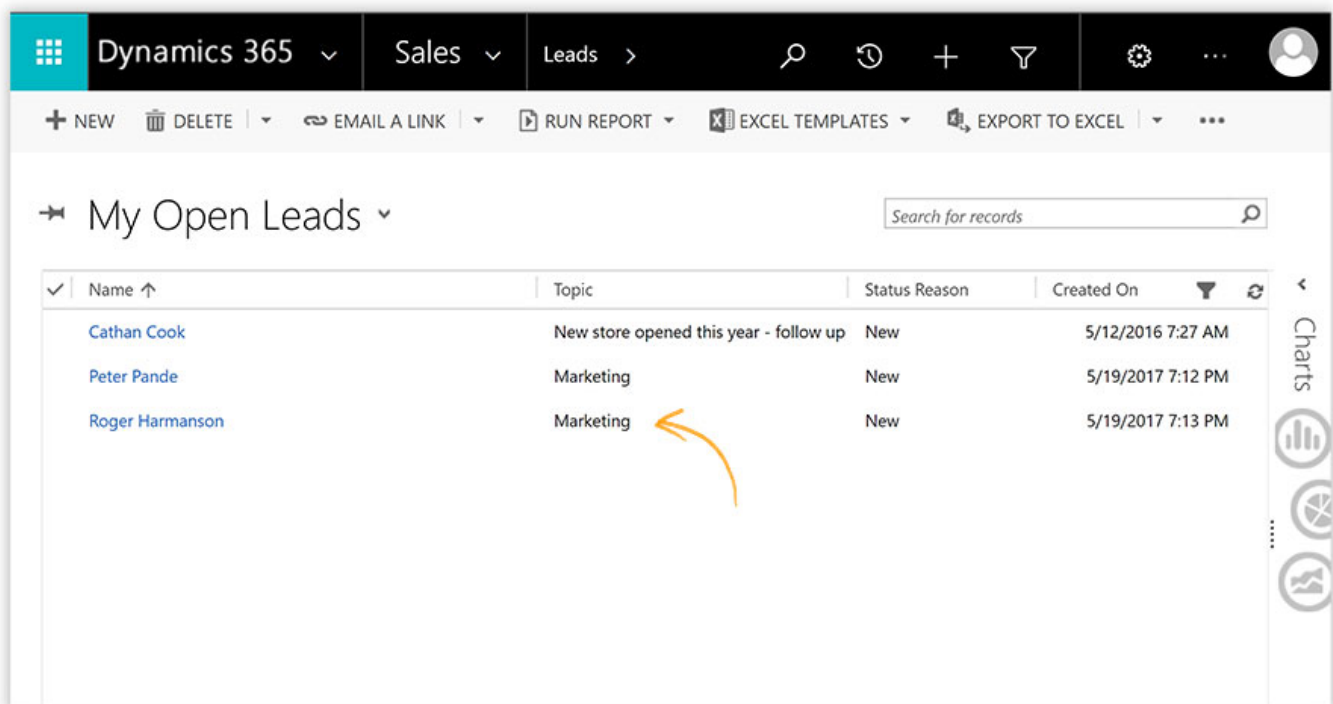 Dynamics 365 Sales Leads
NEW DELETE EMAIL A LINK RUN REPORT EXCEL TEMPLATES EXPORT TO EXCEL
My Open Leads Search for records
Name Topic Status Reason Created On
Cathan Cook New store opened this year - follow up New 5/12/2016 7:27 AM
Peter Pande Marketing New 5/19/2017 7:12 PM
Roger Harmanson Marketing New 5/19/2017 7:13 PM
Charts